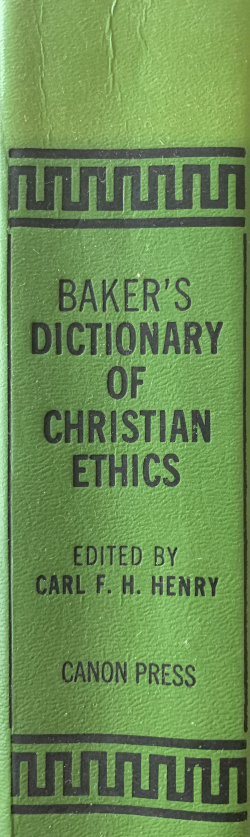 BAKER'S
DICTIONARY
OF
CHRISTIAN
ETHICS
EDITED BY
CARL F. H. HENRY
CANON PRESS